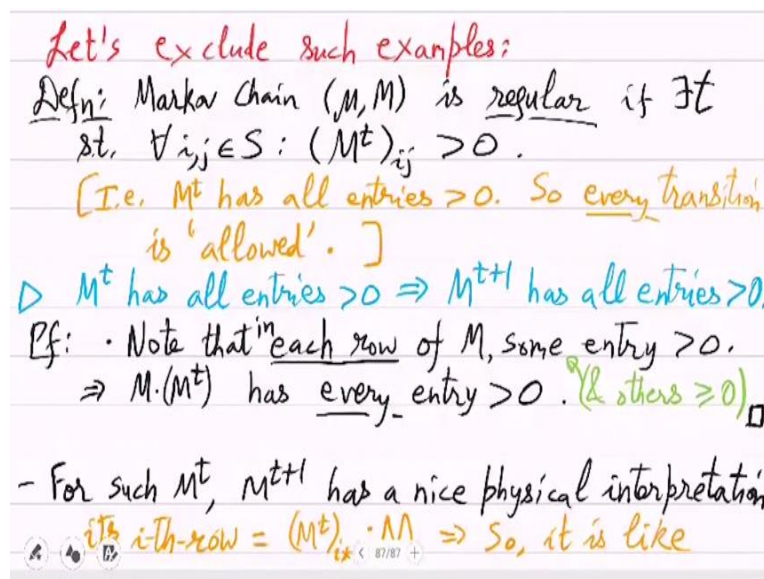 Let's exclude such examples:
Defn: Markov Chain (μ, M) is regular if ∃t
s.t. ∀ i,j ∈ S : (M^t)_ij > 0.
[I.e. M^t has all entries > 0. So every transition
is 'allowed'. ]
▷ M^t has all entries > 0 ⇒ M^{t+1} has all entries > 0.
Pf: · Note that in each row of M, some entry > 0.
⇒ M·(M^t) has every entry > 0. (& others ≥ 0) □
- For such M^t, M^{t+1} has a nice physical interpretation
its i-th-row = (M^t)_{i*} · M ⇒ So, it is like
87/87